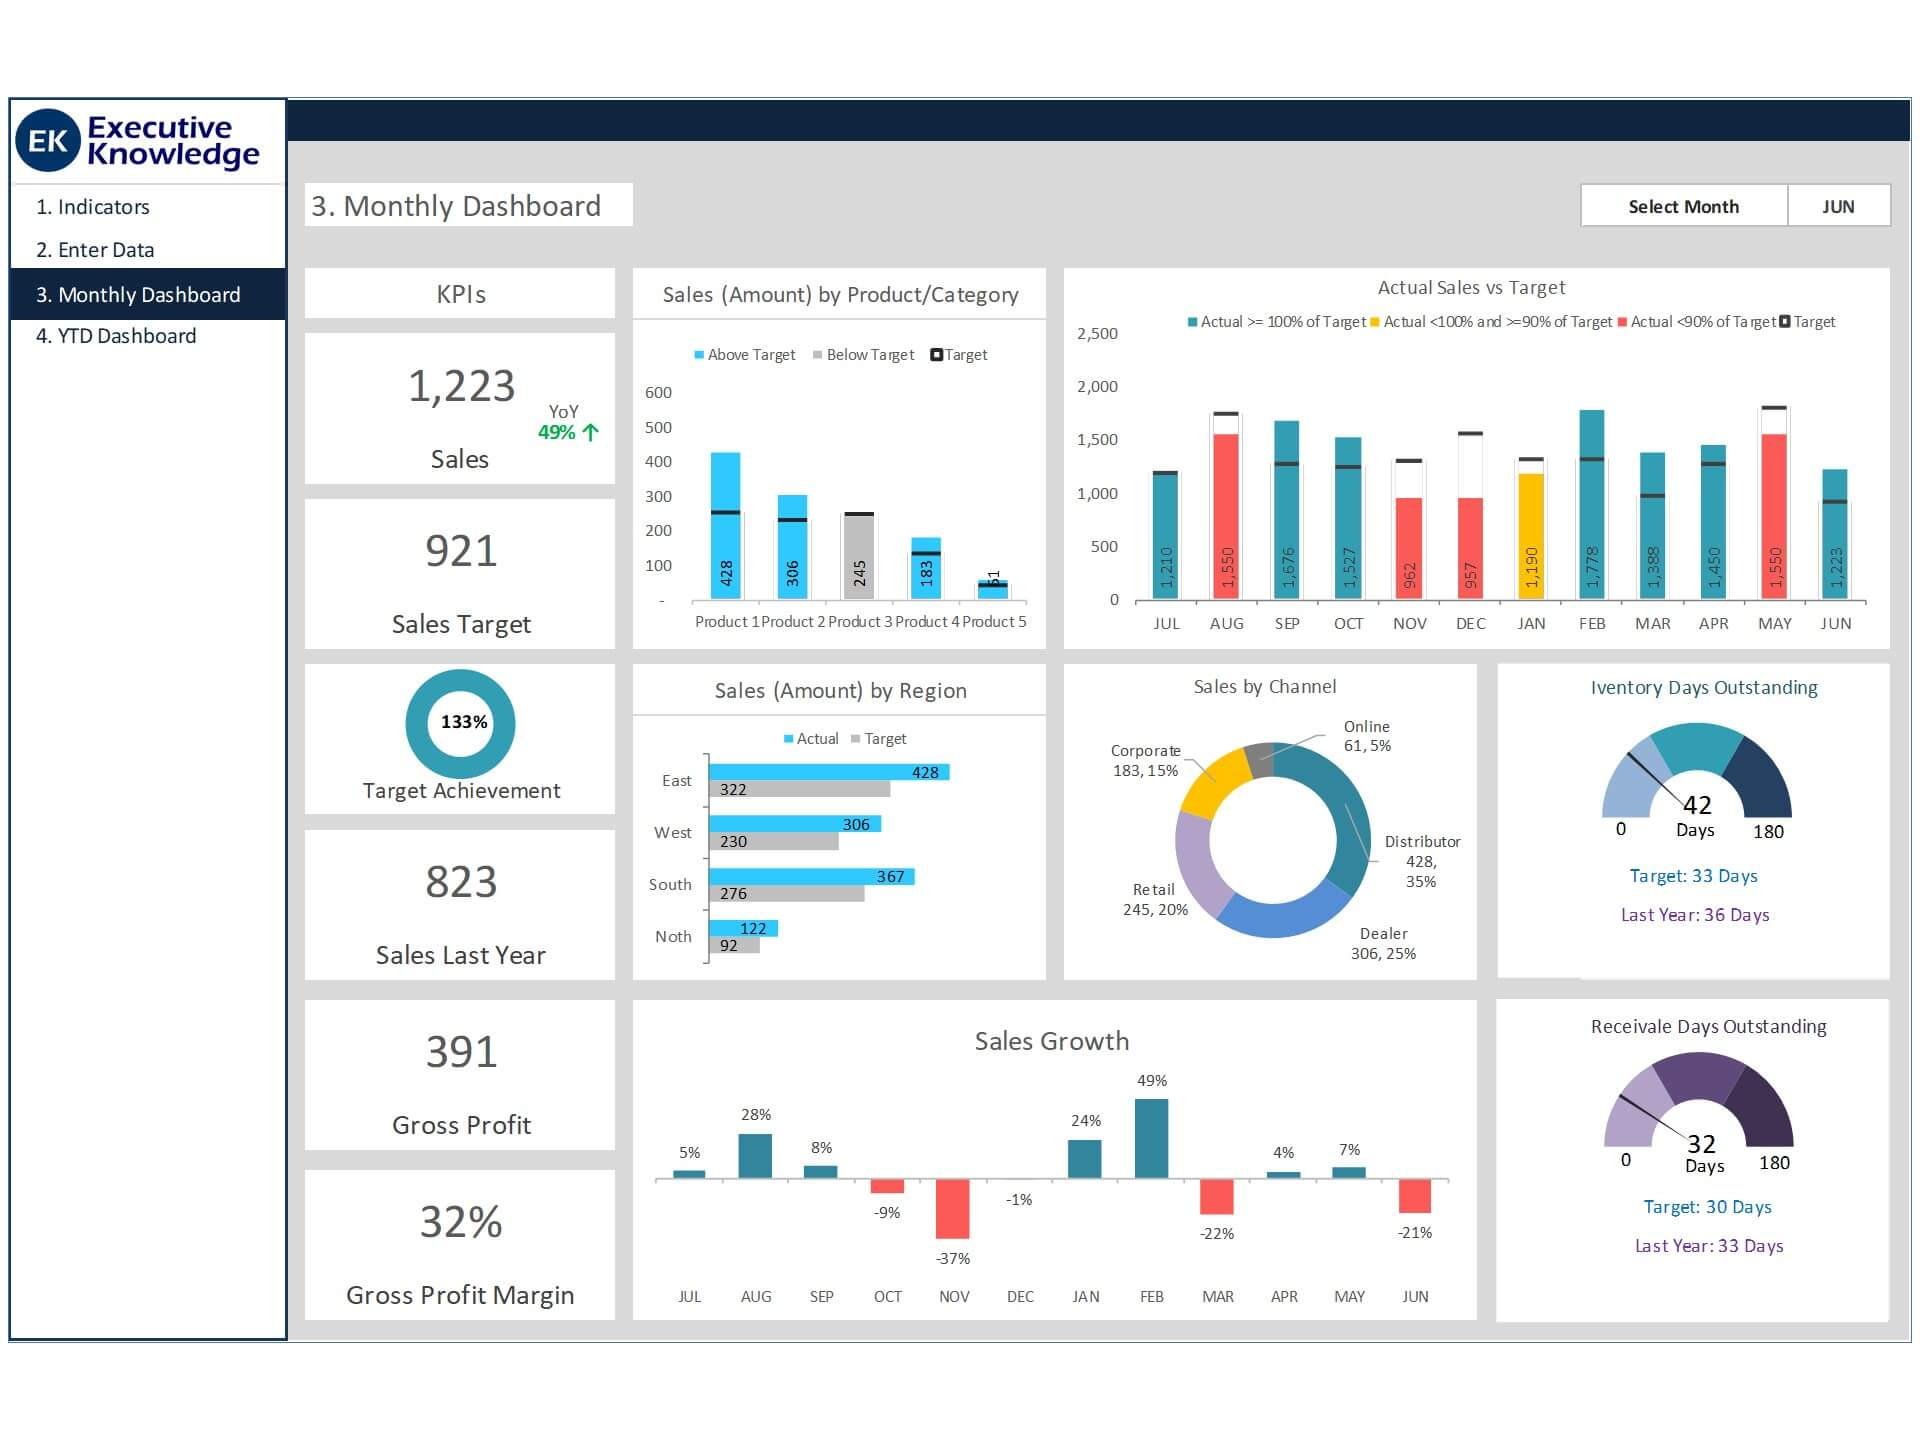 EK Executive
Knowledge
1. Indicators
2. Enter Data
3. Monthly Dashboard
4. YTD Dashboard
3. Monthly Dashboard
Select Month JUN
KPIs
1,223
YoY
49% ↑
Sales
921
Sales Target
133%
Target Achievement
823
Sales Last Year
391
Gross Profit
32%
Gross Profit Margin
Sales (Amount) by Product/Category
Above Target Below Target Target
600
500
400
300
200
100
-
428 306 245 183 61
Product 1 Product 2 Product 3 Product 4 Product 5
Actual Sales vs Target
Actual >= 100% of Target Actual <100% and >=90% of Target Actual <90% of Target Target
2,500
2,000
1,500
1,000
500
0
1,210 1,550 1,676 1,527 962 957 1,190 1,778 1,388 1,450 1,550 1,223
JUL AUG SEP OCT NOV DEC JAN FEB MAR APR MAY JUN
Sales (Amount) by Region
Actual Target
East 428
322
West 306
230
South 367
276
Noth 122
92
Sales by Channel
Online
61, 5%
Corporate
183, 15%
Distributor
428,
35%
Retail
245, 20%
Dealer
306, 25%
Iventory Days Outstanding
42
0 Days 180
Target: 33 Days
Last Year: 36 Days
Sales Growth
5% 28% 8% -9% -37% -1% 24% 49% -22% 4% 7% -21%
JUL AUG SEP OCT NOV DEC JAN FEB MAR APR MAY JUN
Receivale Days Outstanding
32
0 Days 180
Target: 30 Days
Last Year: 33 Days